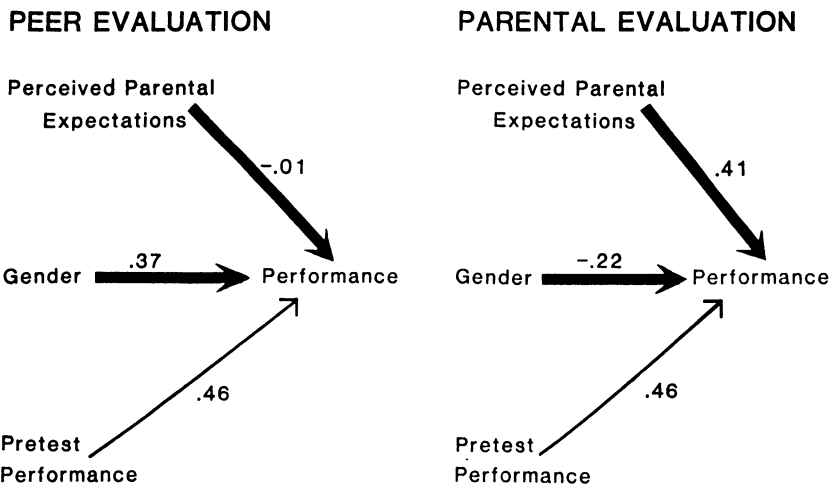 PEER EVALUATION
Perceived Parental
Expectations
-.01
.37
Gender
Performance
.46
Pretest
Performance
PARENTAL EVALUATION
Perceived Parental
Expectations
.41
-.22
Gender
Performance
.46
Pretest
Performance